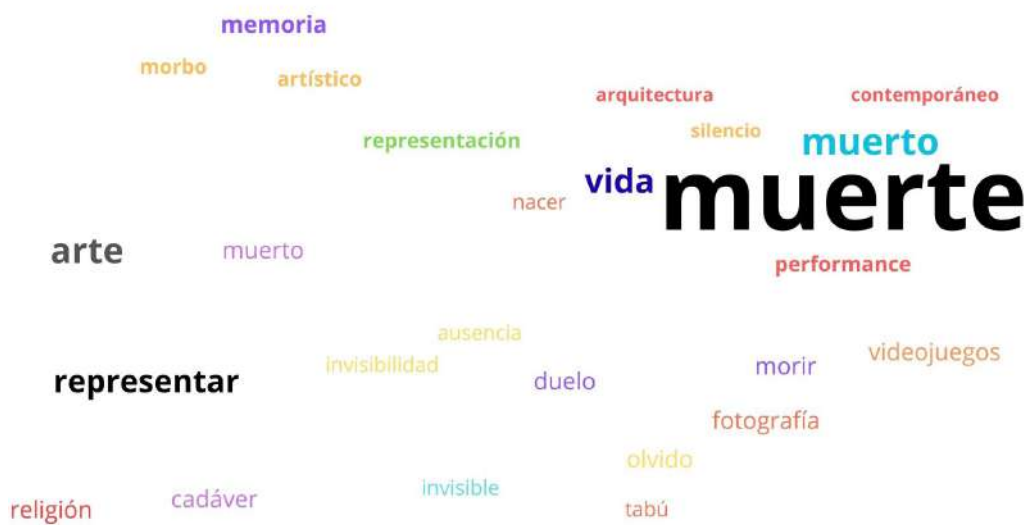 memoria
morbo
artístico
arquitectura
contemporáneo
silencio
representación
muerto
vida
muerte
nacer
arte
muerto
performance
ausencia
videojuegos
invisibilidad
morir
representar
duelo
fotografía
olvido
invisible
cadáver
religión
tabú